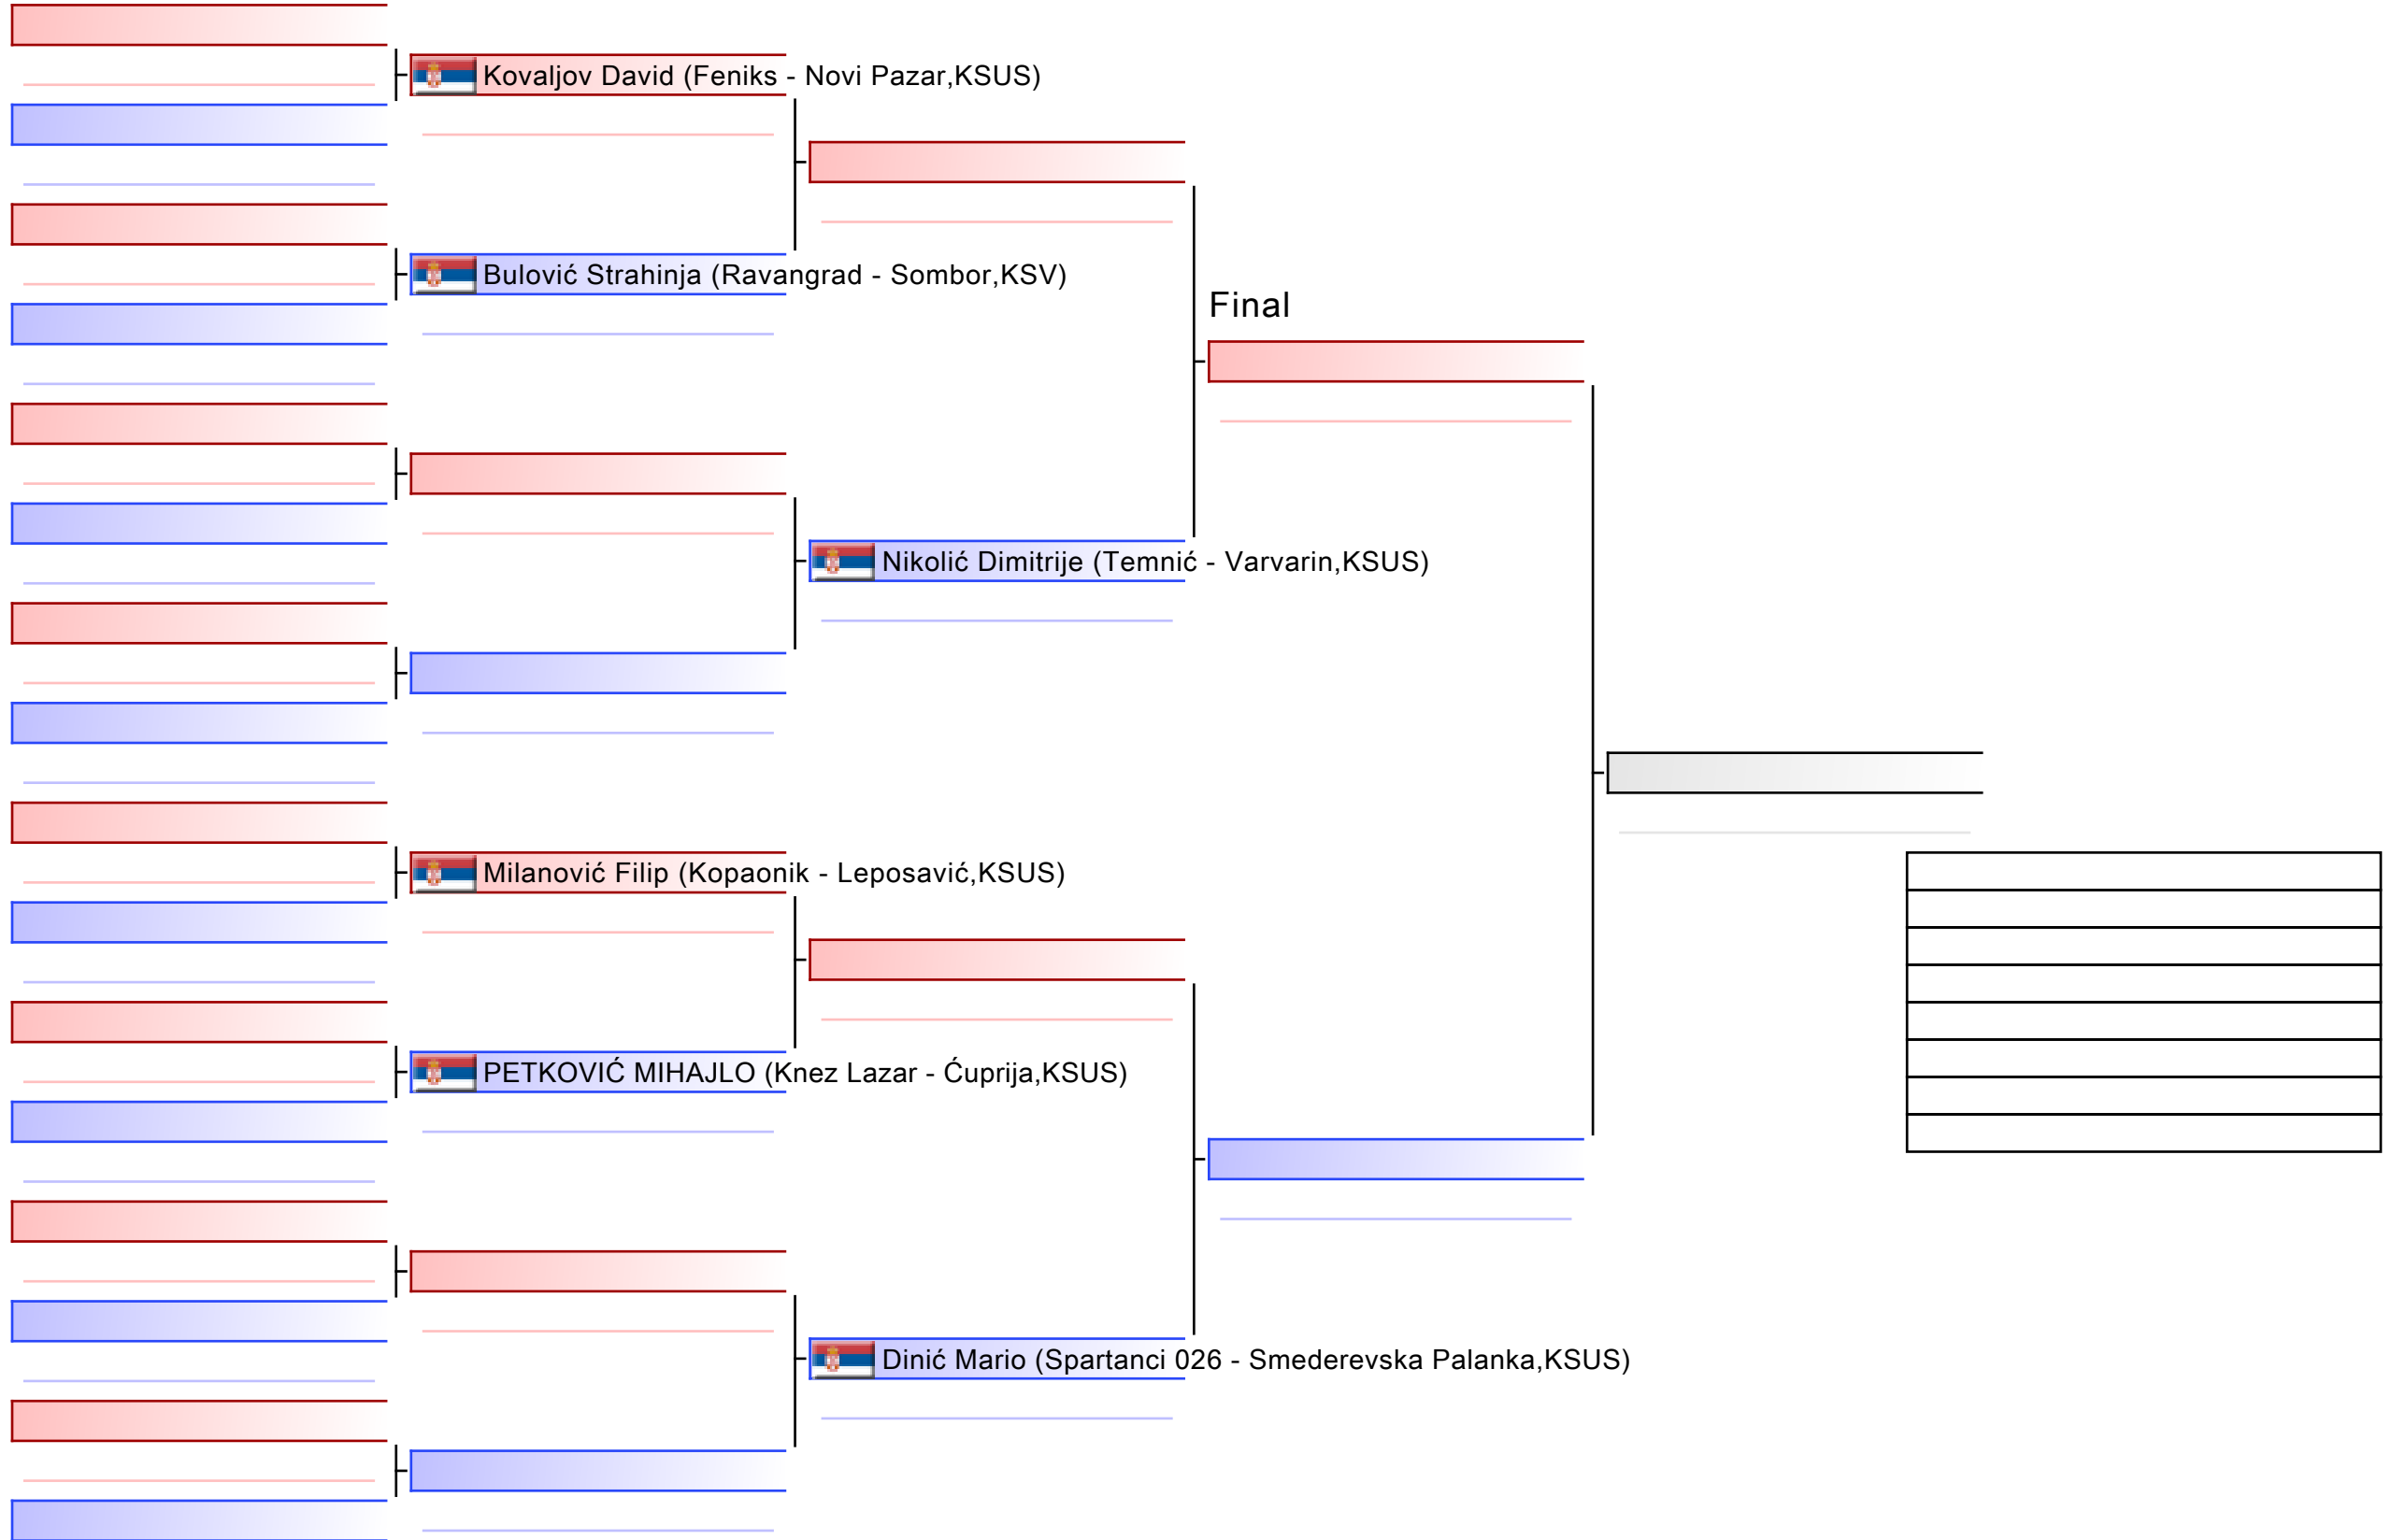 Kovaljov David (Feniks - Novi Pazar,KSUS)
Bulović Strahinja (Ravangrad - Sombor,KSV)
Final
Nikolić Dimitrije (Temnić - Varvarin,KSUS)
Milanović Filip (Kopaonik - Leposavić,KSUS)
PETKOVIĆ MIHAJLO (Knez Lazar - Ćuprija,KSUS)
Dinić Mario (Spartanci 026 - Smederevska Palanka,KSUS)